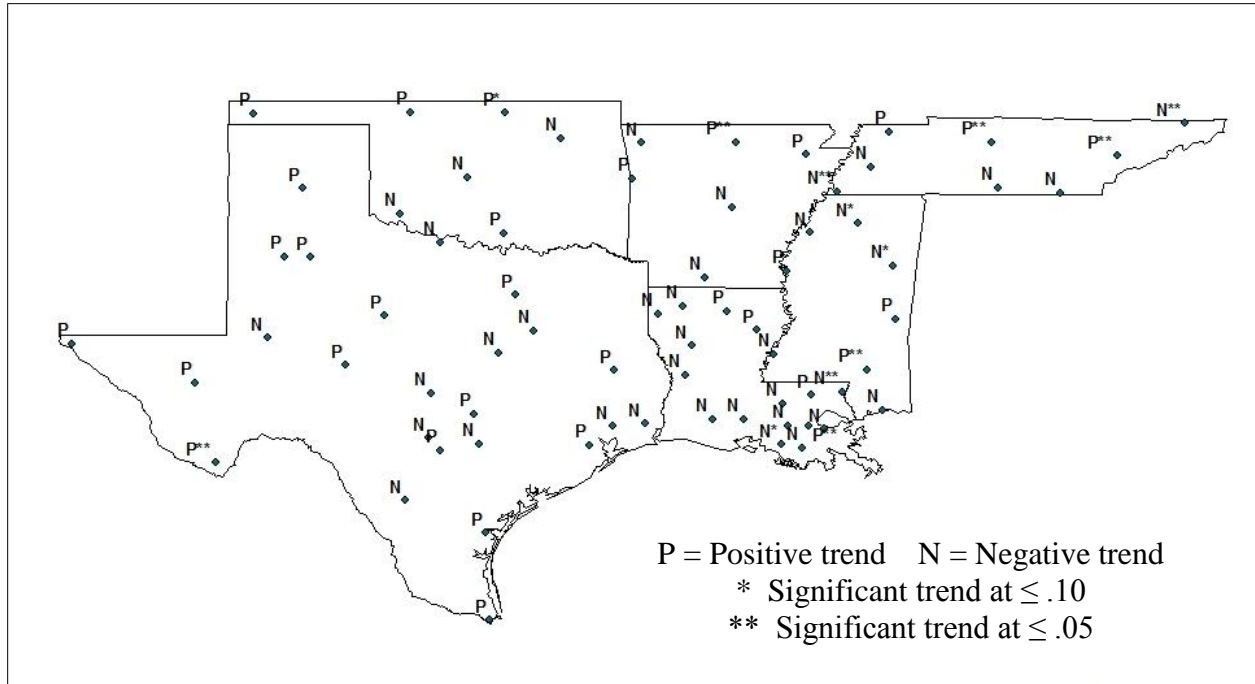 P
P
P*
N
N
P**
P
P
N
N**
P**
P**
N**
P
P
N
N
N
N
P
N
N
N
N
N*
N*
P
P
P
P
N
P
P
N
N
N
P
P
P
N
N
P
N
P
P
P
N
N
N
P
P**
N
P
N
P
N**
N
N
P
N
N
P
N
N
N
N
N
N
N*
N
P**
P**
N
P
P
P = Positive trend N = Negative trend
* Significant trend at ≤ .10
** Significant trend at ≤ .05